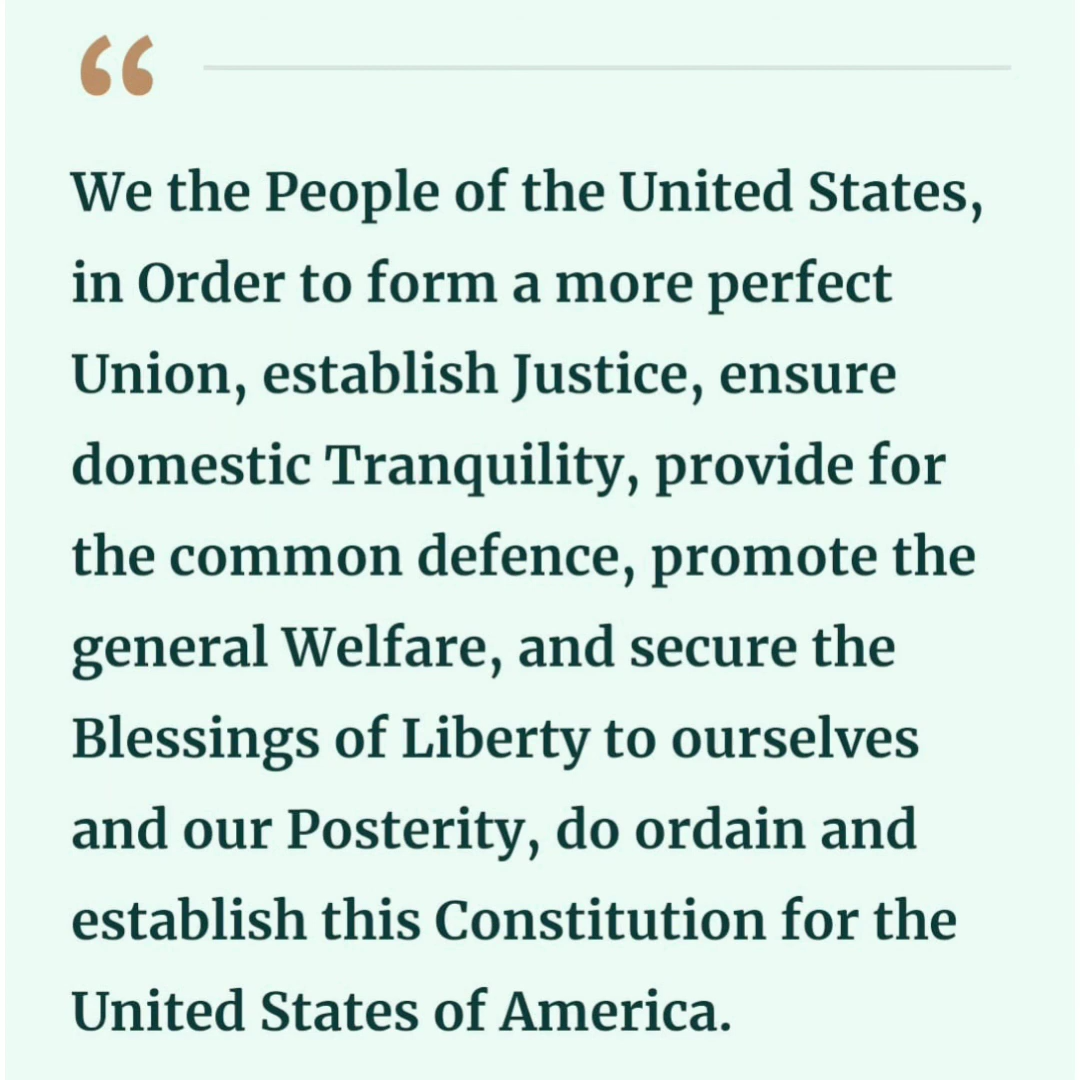 “
We the People of the United States,
in Order to form a more perfect
Union, establish Justice, ensure
domestic Tranquility, provide for
the common defence, promote the
general Welfare, and secure the
Blessings of Liberty to ourselves
and our Posterity, do ordain and
establish this Constitution for the
United States of America.